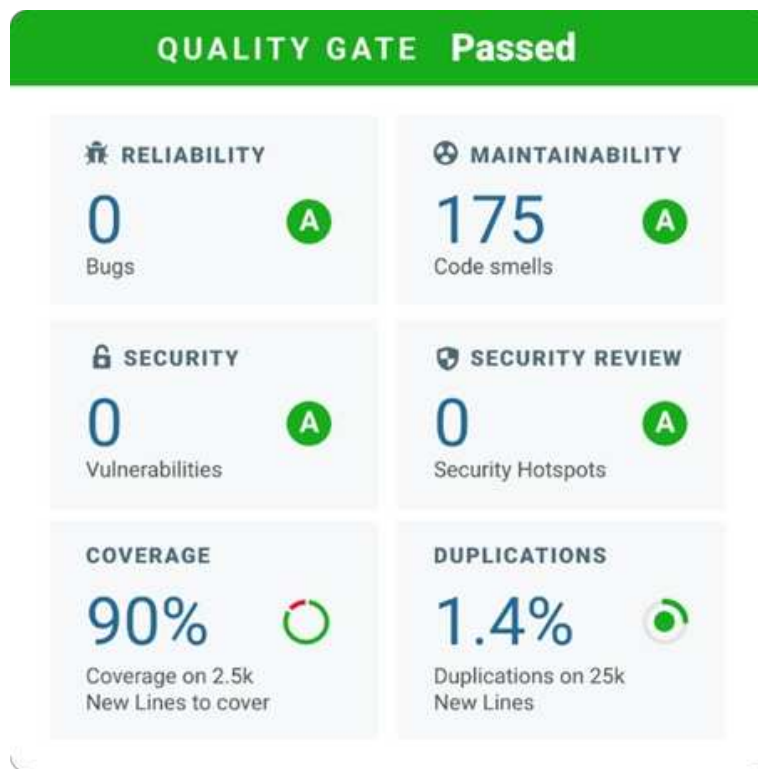 QUALITY GATE Passed
RELIABILITY
0 A
Bugs
MAINTAINABILITY
175 A
Code smells
SECURITY
0 A
Vulnerabilities
SECURITY REVIEW
0 A
Security Hotspots
COVERAGE
90%
Coverage on 2.5k
New Lines to cover
DUPLICATIONS
1.4%
Duplications on 25k
New Lines